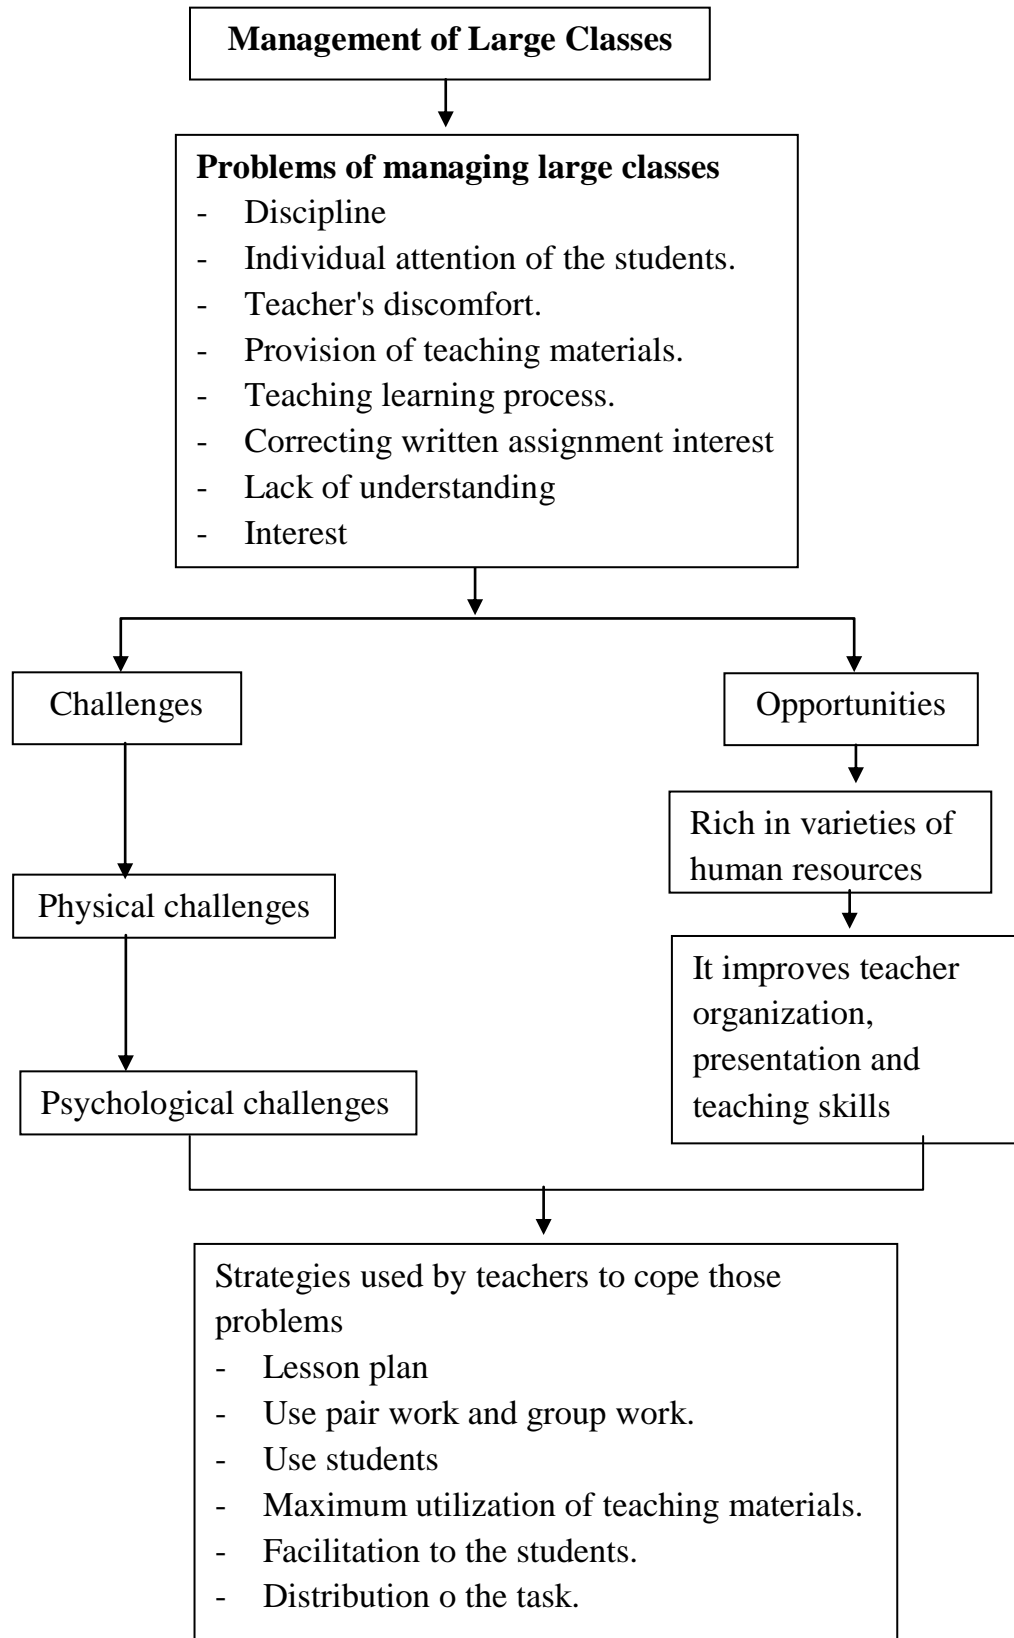 Management of Large Classes
Problems of managing large classes
- Discipline
- Individual attention of the students.
- Teacher's discomfort.
- Provision of teaching materials.
- Teaching learning process.
- Correcting written assignment interest
- Lack of understanding
- Interest
Challenges
Opportunities
Rich in varieties of
human resources
Physical challenges
It improves teacher
organization,
presentation and
teaching skills
Psychological challenges
Strategies used by teachers to cope those
problems
- Lesson plan
- Use pair work and group work.
- Use students
- Maximum utilization of teaching materials.
- Facilitation to the students.
- Distribution o the task.